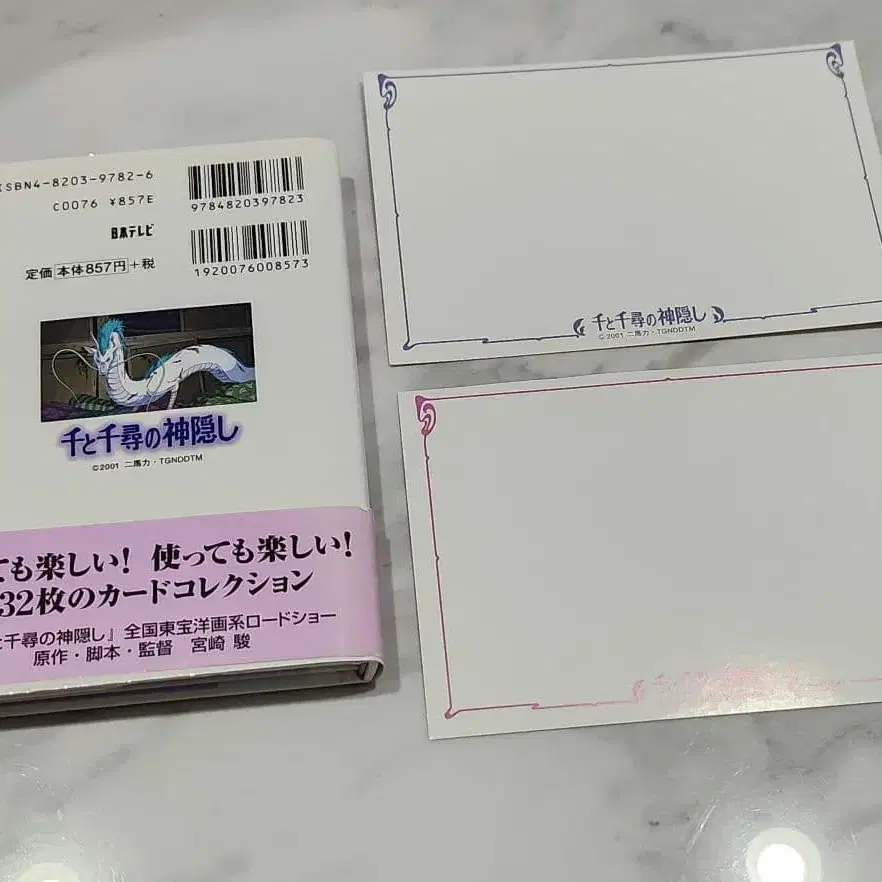 ISBN4-8203-9782-6
C0076 ¥857E
9784820397823
日本テレビ
定価 本体857円+税
1920076008573
千と千尋の神隠し
©2001 二馬力・TGNDDTM
ても楽しい! 使っても楽しい!
32枚のカードコレクション
と千尋の神隠し』全国東宝洋画系ロードショー
原作・脚本・監督 宮崎 駿
千と千尋の神隠し
©2001 二馬力・TGNDDTM